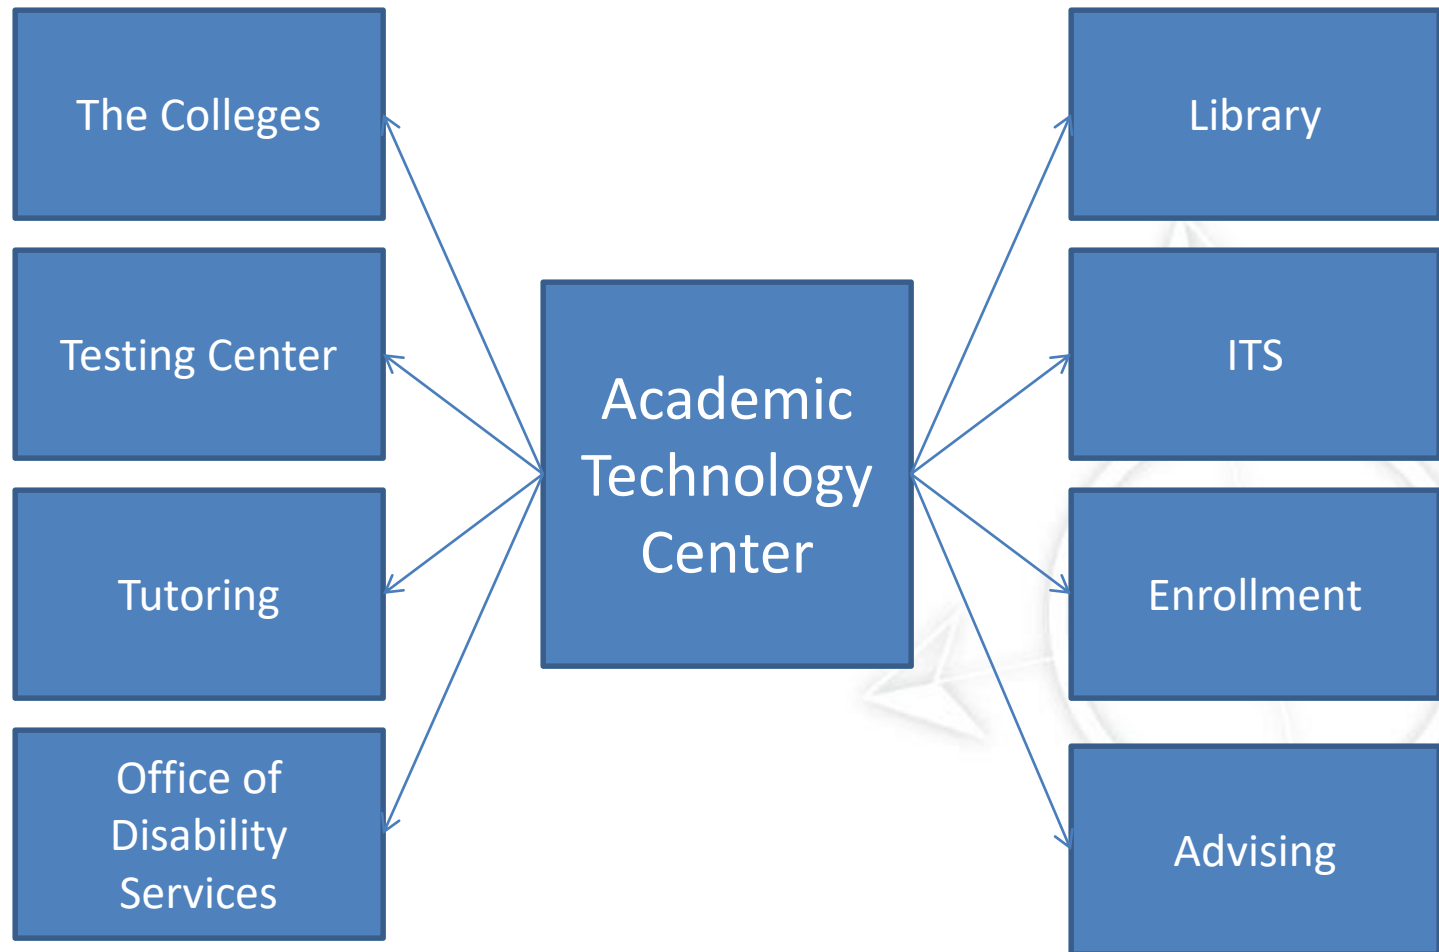 The Colleges
Testing Center
Tutoring
Office of
Disability
Services
Academic
Technology
Center
Library
ITS
Enrollment
Advising